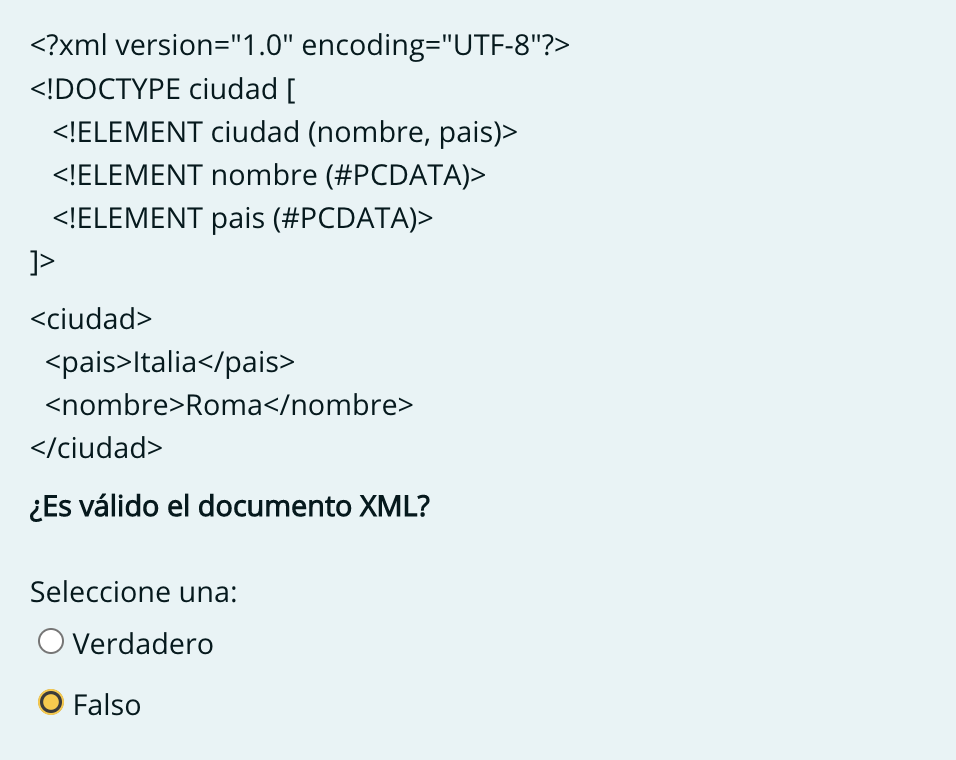 <?xml version="1.0" encoding="UTF-8"?>
<!DOCTYPE ciudad [
<!ELEMENT ciudad (nombre, pais)>
<!ELEMENT nombre (#PCDATA)>
<!ELEMENT pais (#PCDATA)>
]>
<ciudad>
<pais>Italia</pais>
<nombre>Roma</nombre>
</ciudad>
¿Es válido el documento XML?
Seleccione una:
Verdadero
Falso